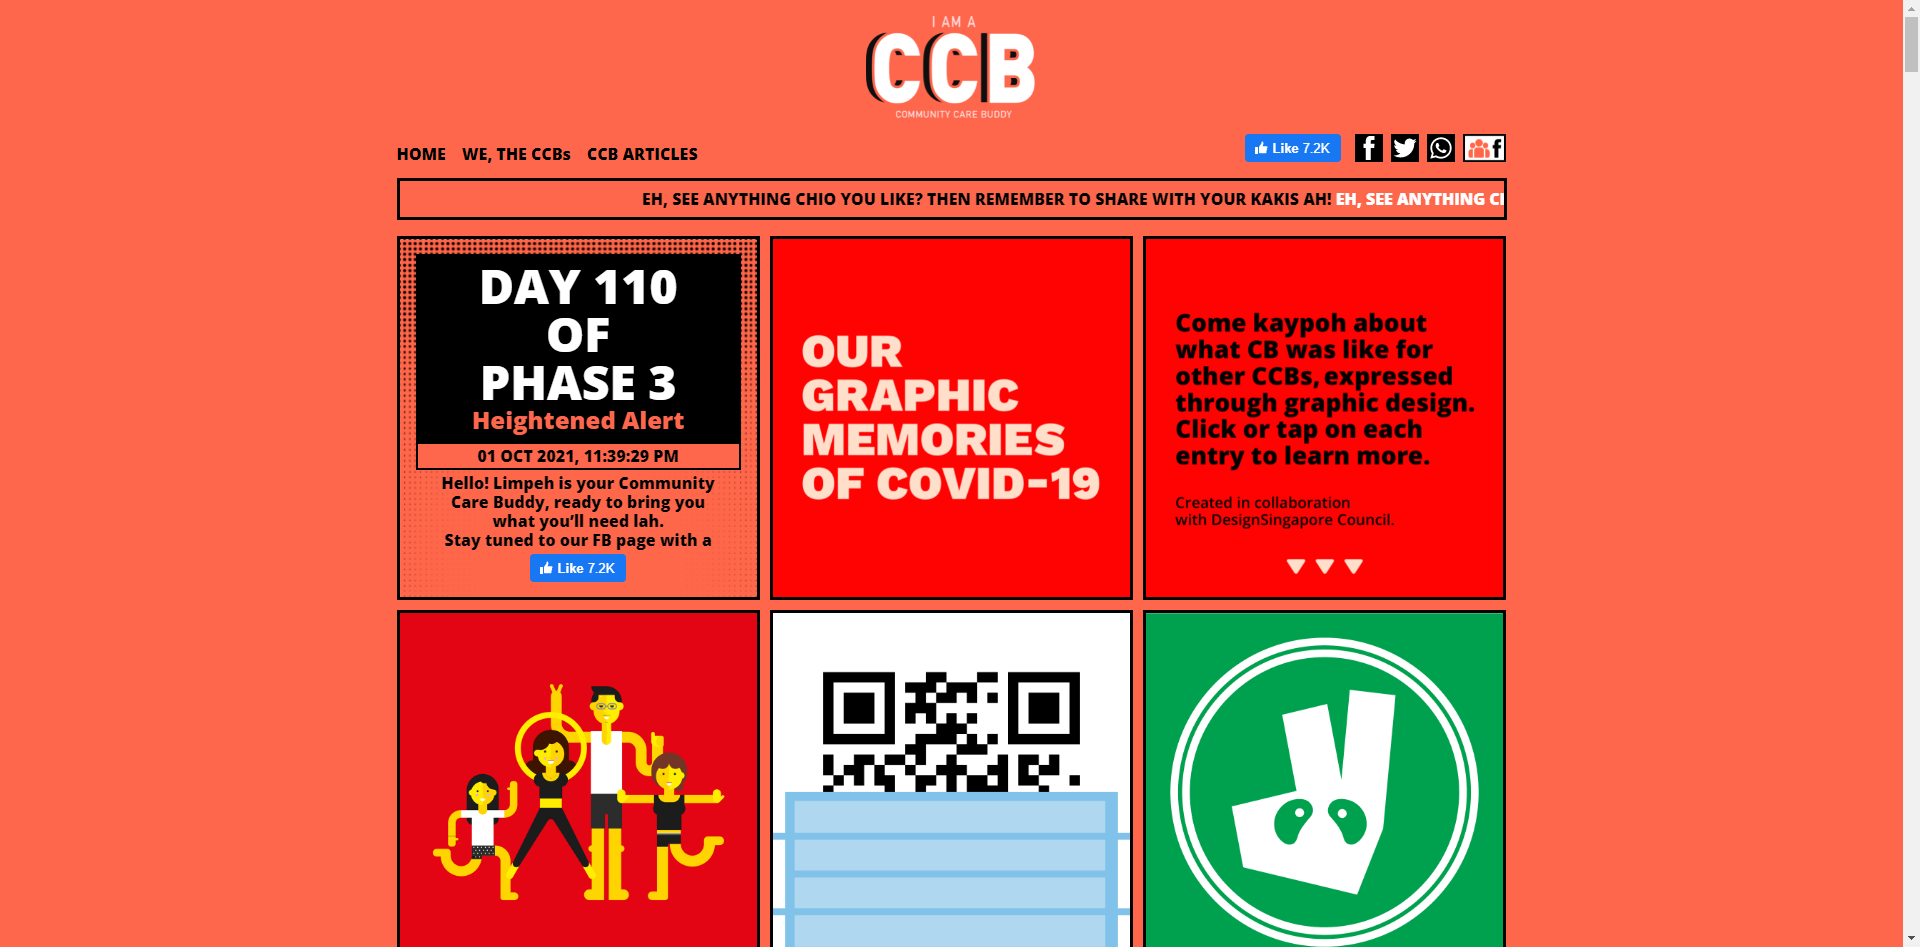 I AM A
CCB
COMMUNITY CARE BUDDY
HOME WE, THE CCBs CCB ARTICLES
Like 7.2K
EH, SEE ANYTHING CHIO YOU LIKE? THEN REMEMBER TO SHARE WITH YOUR KAKIS AH! EH, SEE ANYTHING
DAY 110
OF
PHASE 3
Heightened Alert
01 OCT 2021, 11:39:29 PM
Hello! Limpeh is your Community
Care Buddy, ready to bring you
what you’ll need lah.
Stay tuned to our FB page with a
Like 7.2K
OUR
GRAPHIC
MEMORIES
OF COVID-19
Come kaypoh about
what CB was like for
other CCBs, expressed
through graphic design.
Click or tap on each
entry to learn more.
Created in collaboration
with DesignSingapore Council.